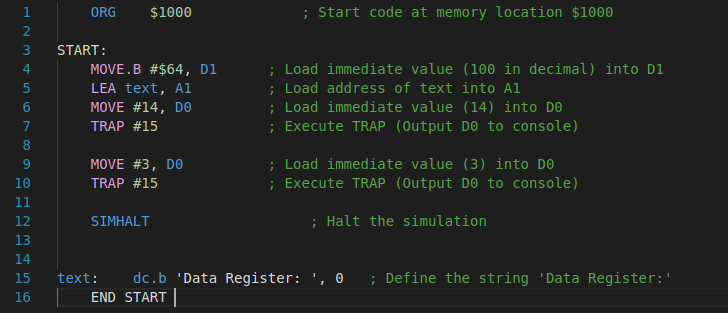 1 ORG $1000 ; Start code at memory location $1000
2
3 START:
4 MOVE.B #$64, D1 ; Load immediate value (100 in decimal) into D1
5 LEA text, A1 ; Load address of text into A1
6 MOVE #14, D0 ; Load immediate value (14) into D0
7 TRAP #15 ; Execute TRAP (Output D0 to console)
8
9 MOVE #3, D0 ; Load immediate value (3) into D0
10 TRAP #15 ; Execute TRAP (Output D0 to console)
11
12 SIMHALT ; Halt the simulation
13
14
15 text: dc.b 'Data Register: ', 0 ; Define the string 'Data Register:'
16 END START